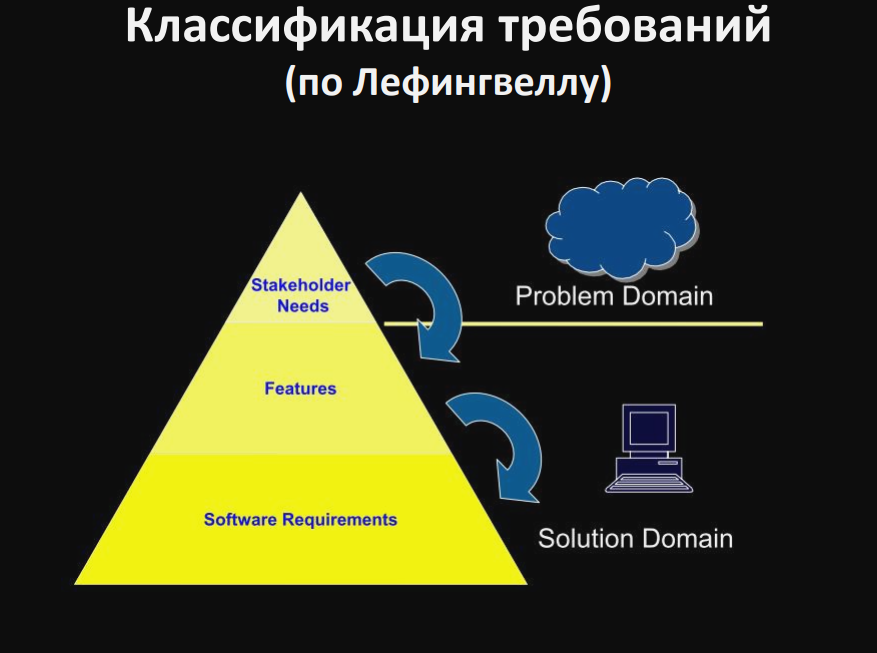 Классификация требований
(по Лефингвеллу)
Stakeholder
Needs
Problem Domain
Features
Software Requirements
Solution Domain